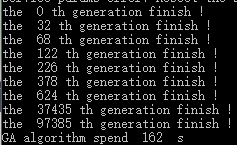 the  0 th generation finish !
the  32 th generation finish !
the  68 th generation finish !
the  122 th generation finish !
the  228 th generation finish !
the  378 th generation finish !
the  624 th generation finish !
the  37435 th generation finish !
the  97385 th generation finish !
GA algorithm spend  162  s